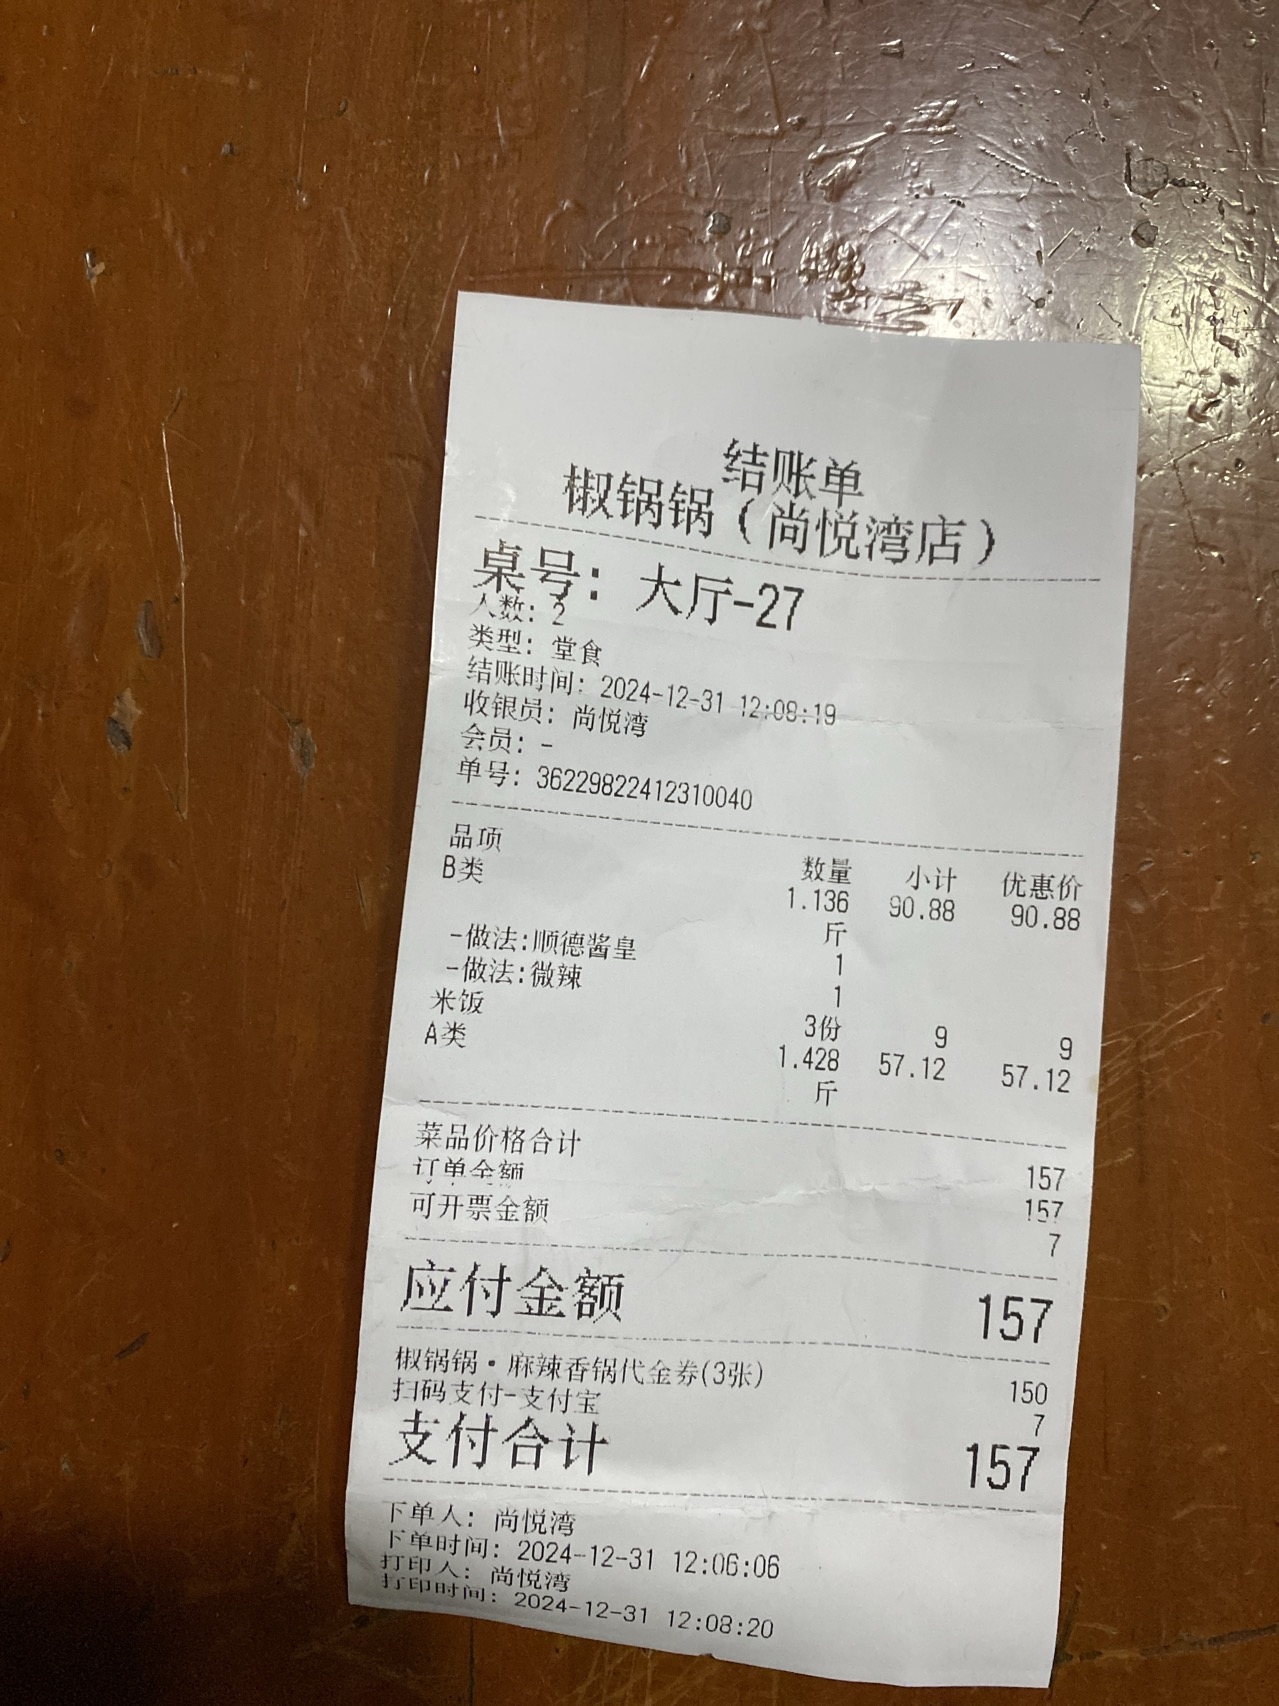 结账单
椒锅锅（尚悦湾店）
桌号：大厅-27
人数：2
类型：堂食
结账时间：2024-12-31 12:08:19
收银员：尚悦湾
会员：-
单号：36229822412310040
品项 数量 小计 优惠价
B类 1.136 90.88 90.88
斤
-做法:顺德酱皇 1
-做法:微辣 1
米饭 3份 9 9
A类 1.428 57.12 57.12
斤
菜品价格合计 157
订单金额 157
可开票金额 7
应付金额 157
椒锅锅·麻辣香锅代金券(3张) 150
扫码支付-支付宝 7
支付合计 157
下单人：尚悦湾
下单时间：2024-12-31 12:06:06
打印人：尚悦湾
打印时间：2024-12-31 12:08:20